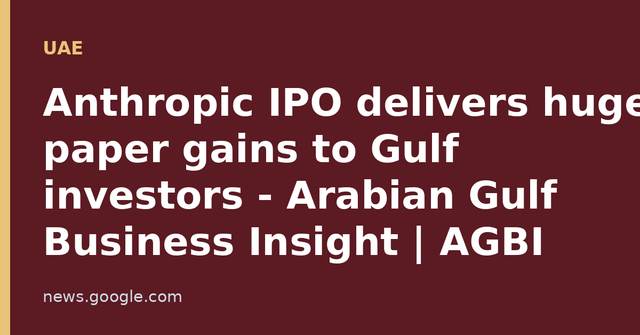 UAE
Anthropic IPO delivers huge
paper gains to Gulf
investors - Arabian Gulf
Business Insight | AGBI
news.google.com